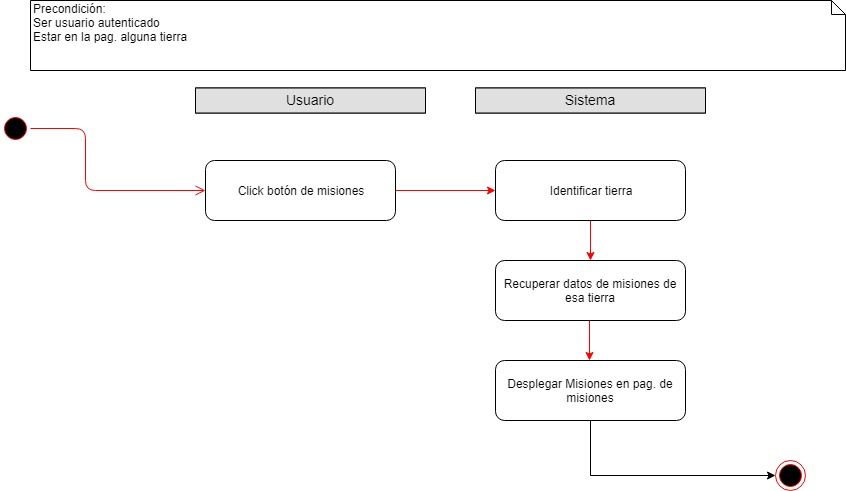 Precondición:
Ser usuario autenticado
Estar en la pag. alguna tierra
Usuario
Sistema
Click botón de misiones
Identificar tierra
Recuperar datos de misiones de
esa tierra
Desplegar Misiones en pag. de
misiones